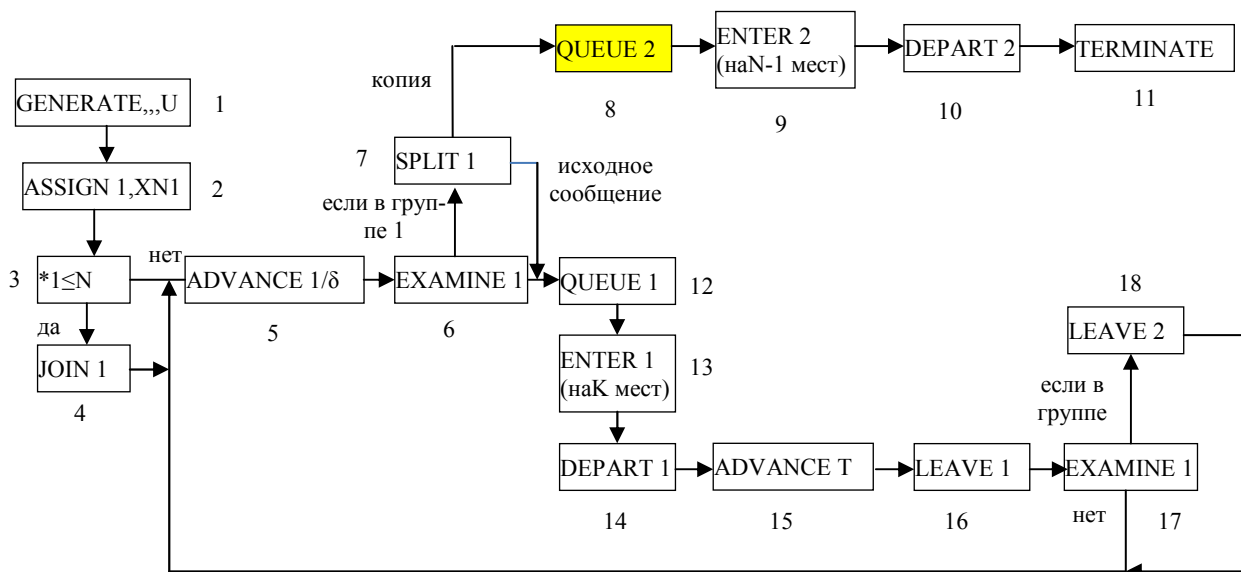 QUEUE 2
8
ENTER 2
(наN-1 мест)
9
DEPART 2
10
TERMINATE
11
копия
GENERATE,,,U
1
ASSIGN 1,XN1
2
7
SPLIT 1
исходное
сообщение
если в груп-
пе 1
3
*1≤N
нет
да
JOIN 1
4
ADVANCE 1/δ
5
EXAMINE 1
6
QUEUE 1
12
ENTER 1
(наK мест)
13
DEPART 1
14
ADVANCE T
15
LEAVE 1
16
EXAMINE 1
17
нет
если в
группе
18
LEAVE 2